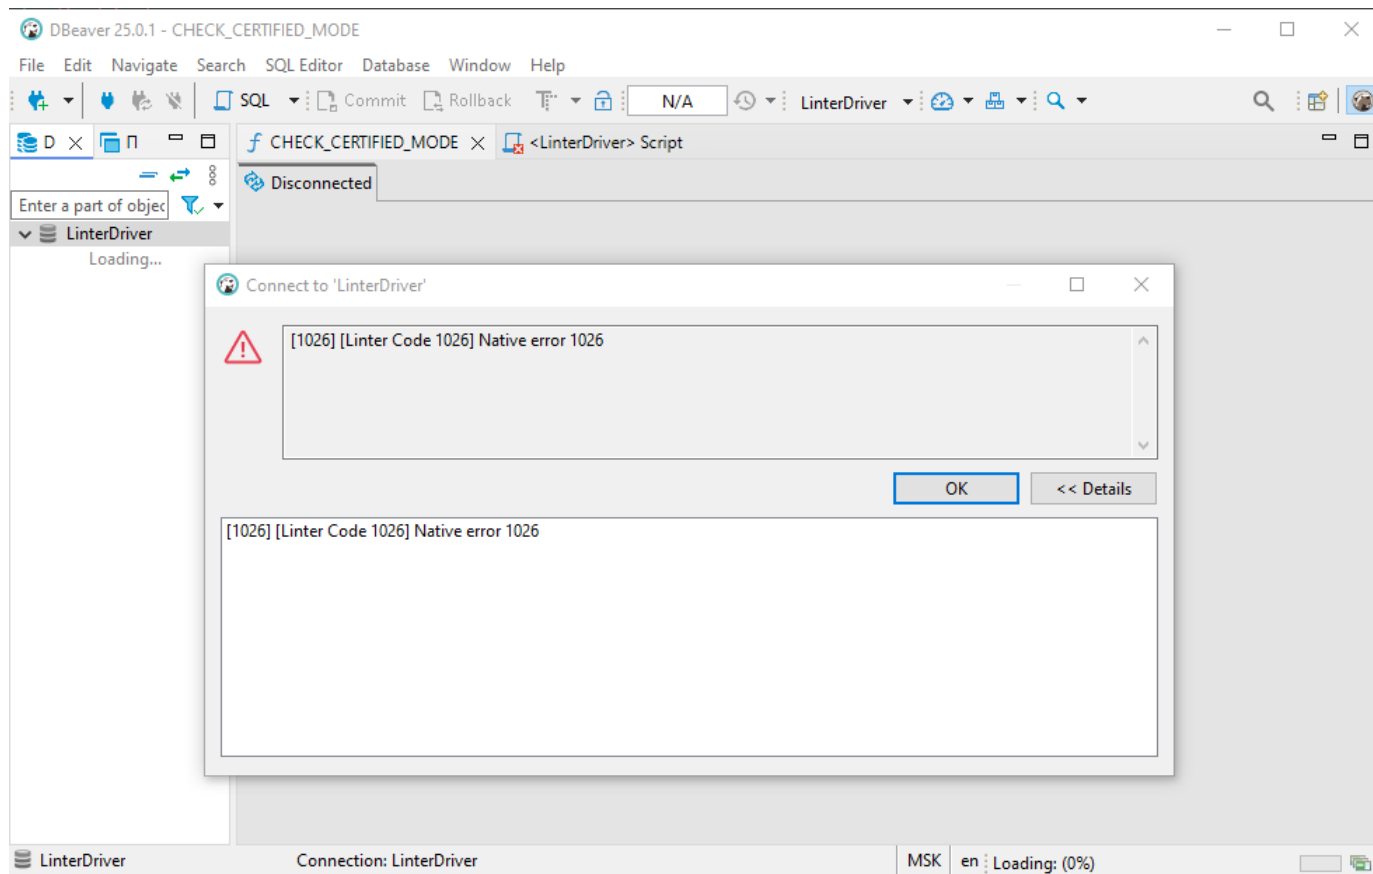 DBeaver 25.0.1 - CHECK_CERTIFIED_MODE
File Edit Navigate Search SQL Editor Database Window Help
SQL Commit Rollback N/A LinterDriver
D П CHECK_CERTIFIED_MODE <LinterDriver> Script
Disconnected
Enter a part of objec
LinterDriver
Loading...
Connect to 'LinterDriver'
[1026] [Linter Code 1026] Native error 1026
OK << Details
[1026] [Linter Code 1026] Native error 1026
LinterDriver Connection: LinterDriver MSK en Loading: (0%)